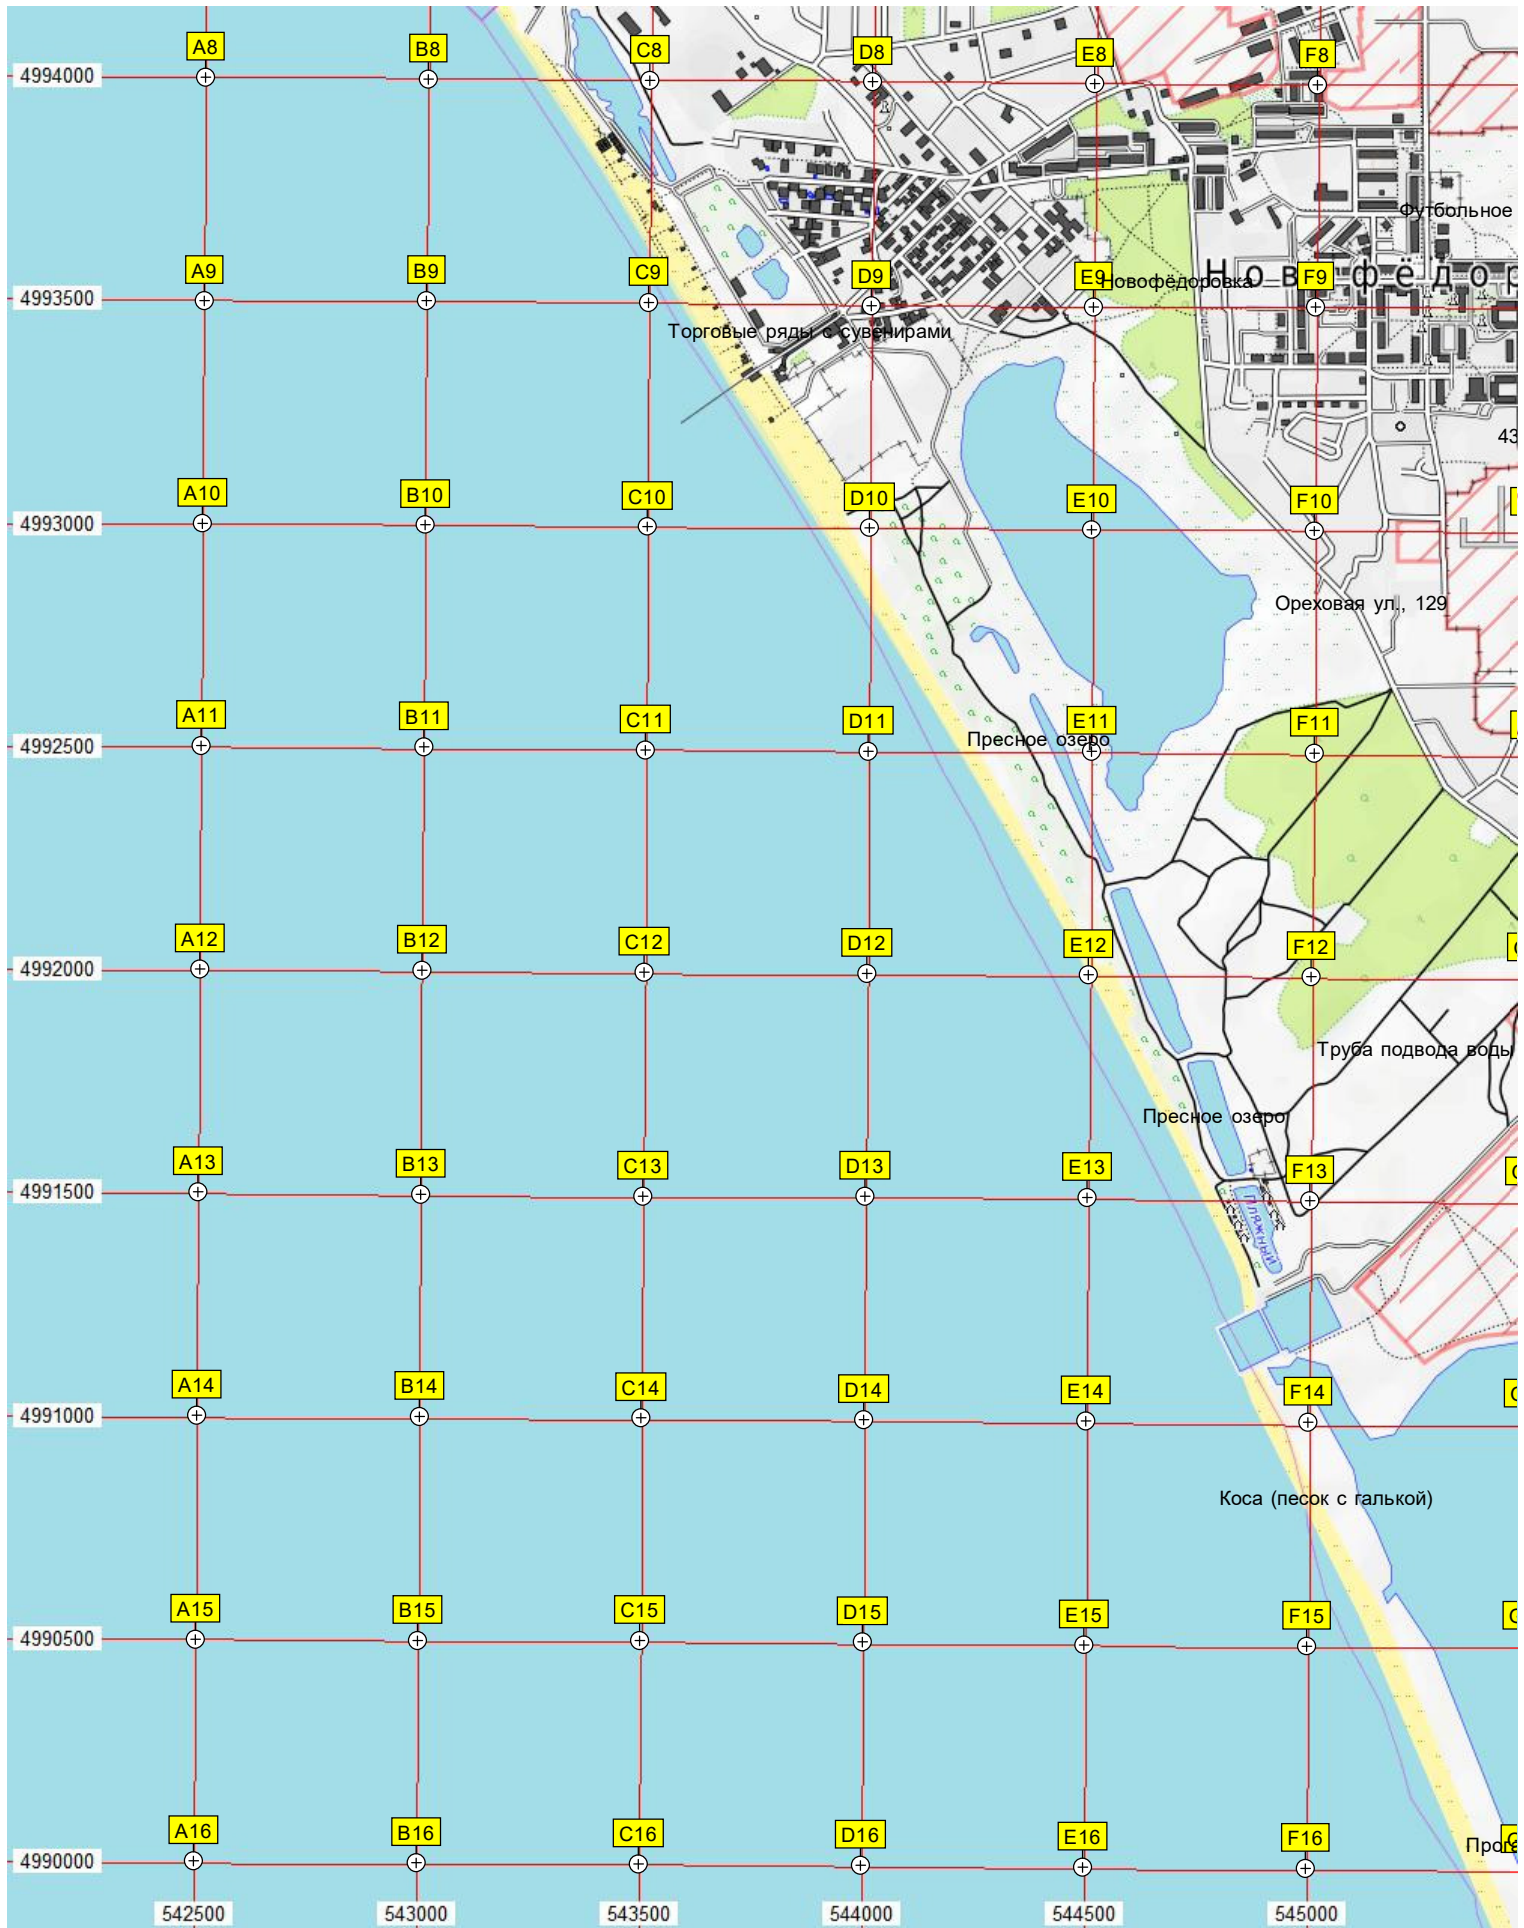 A8 B8 C8 D8 E8 F8
4994000
Футбольное
A9 B9 C9 D9 E9 Новофёдоровка F9
4993500
Торговые ряды с сувенирами
A10 B10 C10 D10 E10 F10
4993000
Ореховая ул., 129
A11 B11 C11 D11 E11 F11
4992500
Пресное озеро
A12 B12 C12 D12 E12 F12
4992000
Труба подвода воды
Пресное озеро
A13 B13 C13 D13 E13 F13
4991500
Пляжный
A14 B14 C14 D14 E14 F14
4991000
Коса (песок с галькой)
A15 B15 C15 D15 E15 F15
4990500
A16 B16 C16 D16 E16 F16
4990000
542500 543000 543500 544000 544500 545000